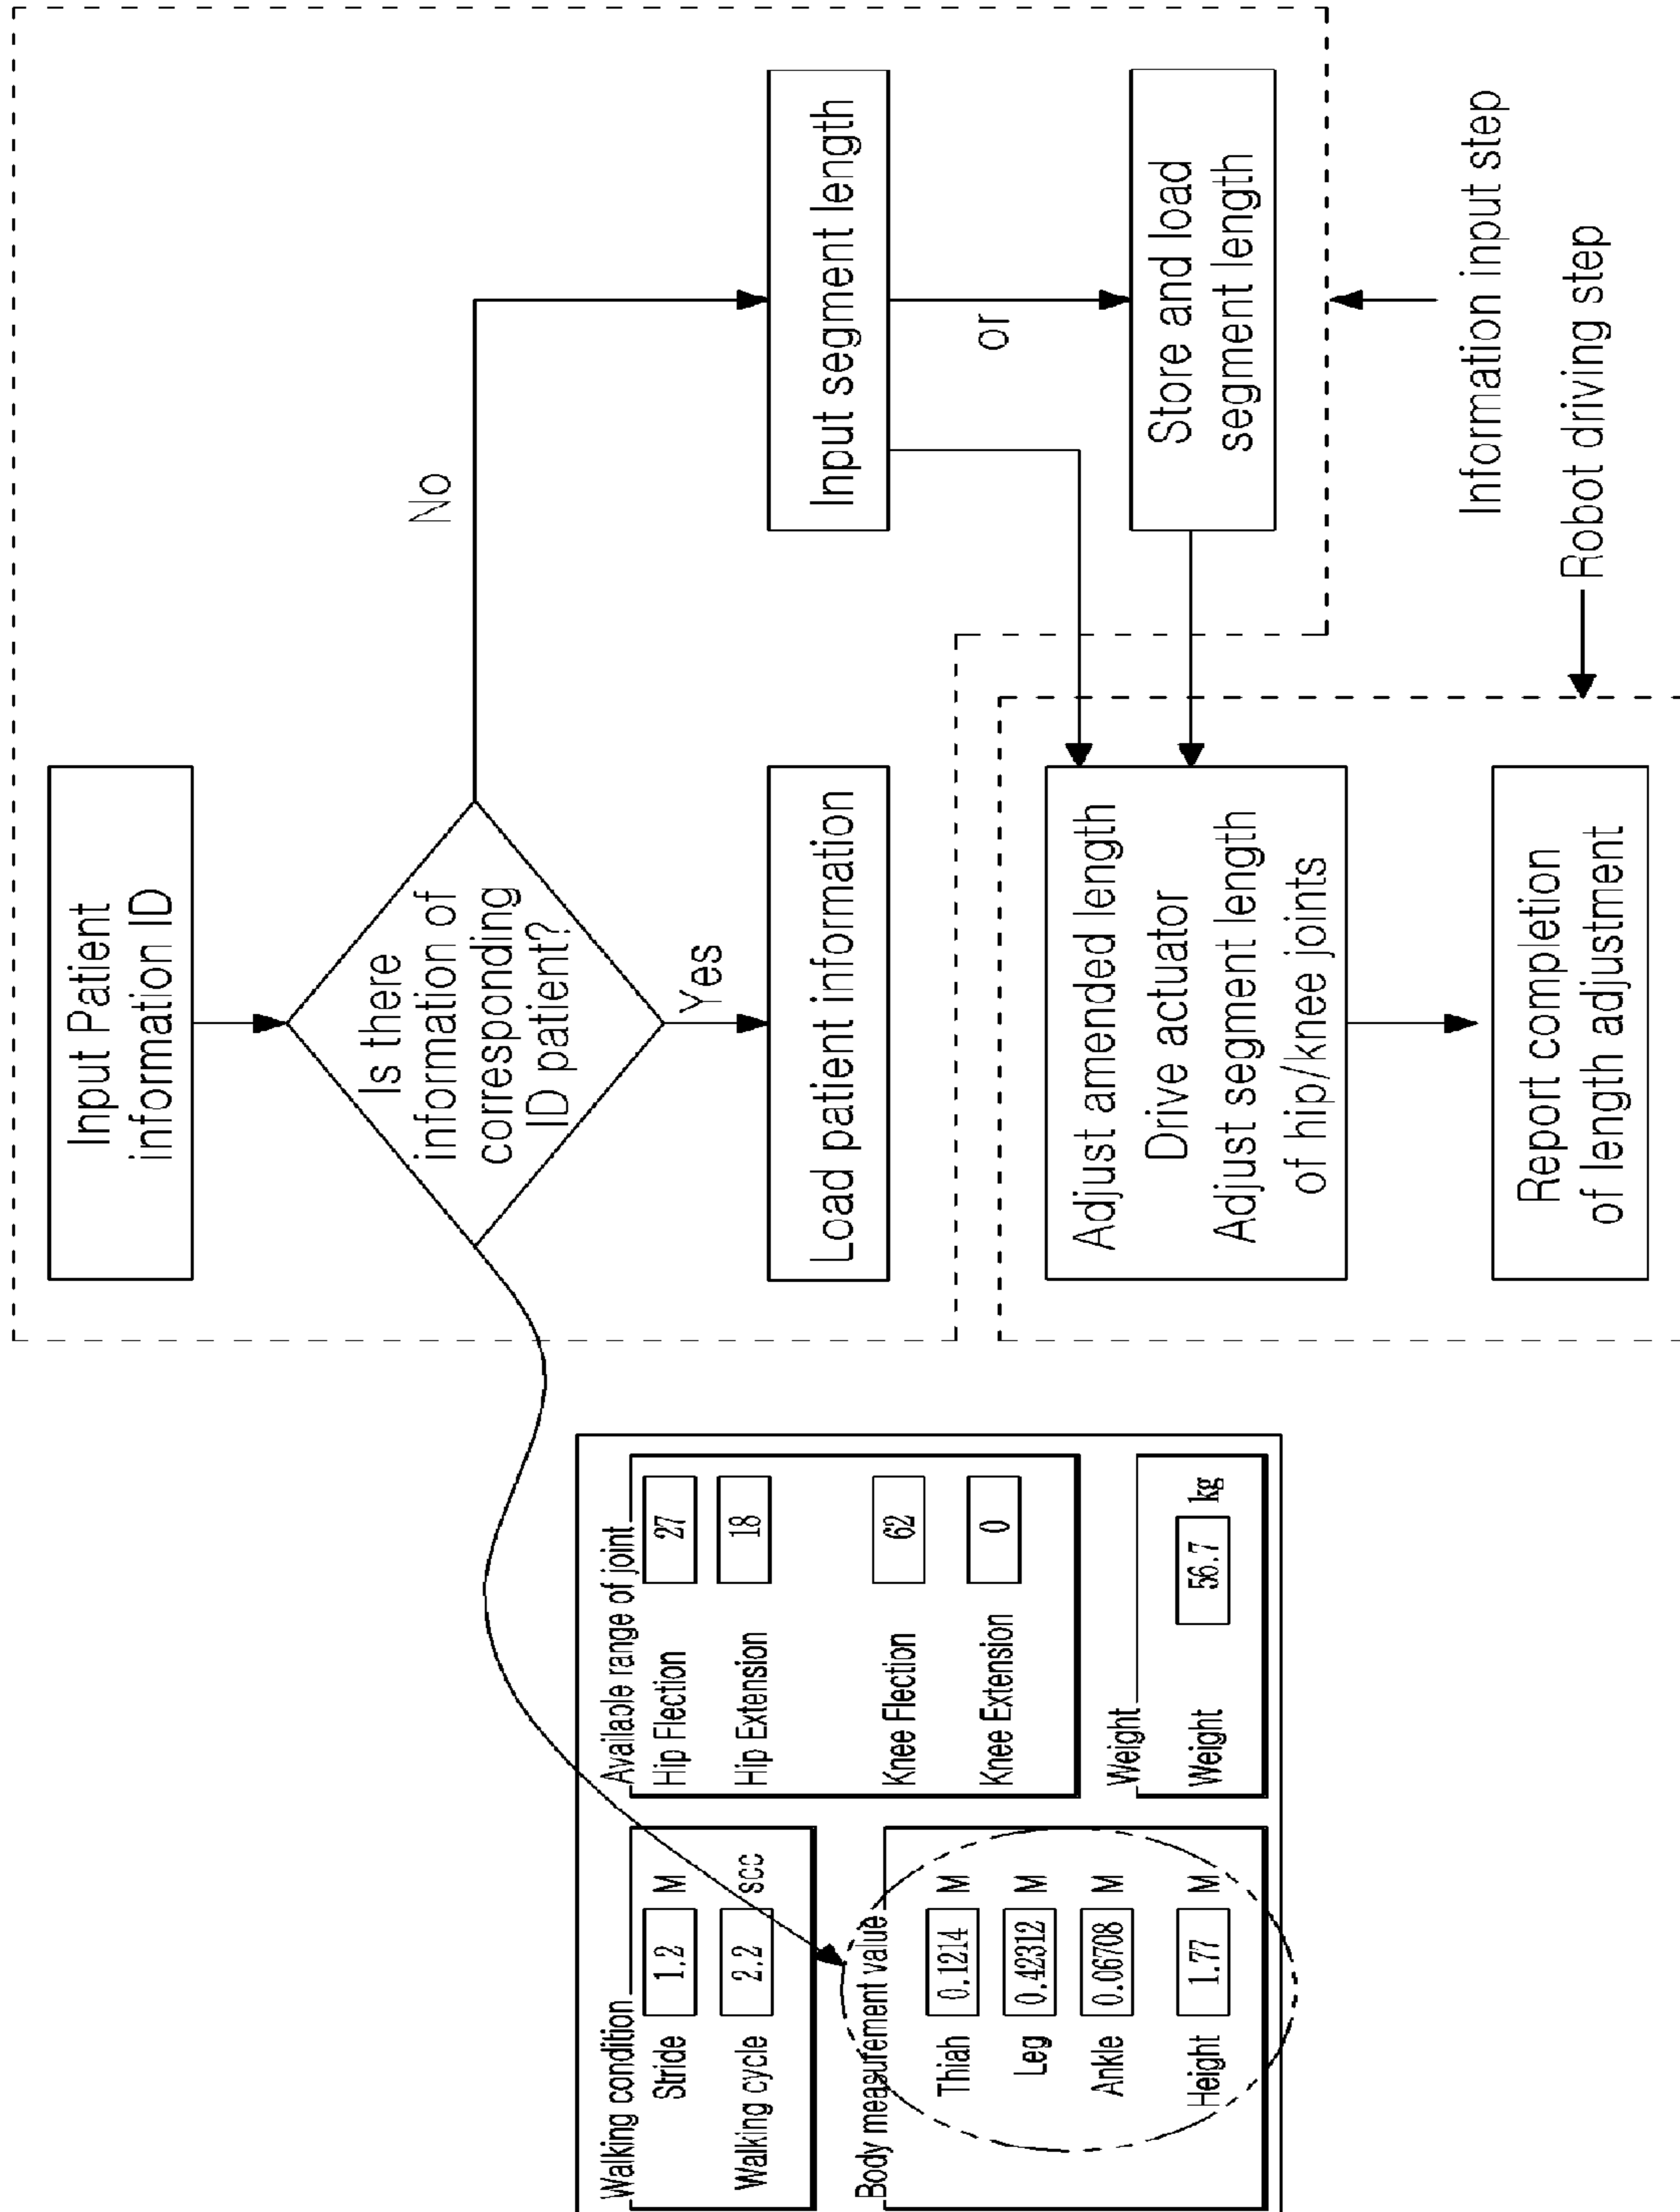 Walking condition
Stride 1.2 M
Walking cycle 2.2 scc
Body measurement value
Thiah 0.1214 M
Leg 0.42312 M
Ankle 0.06708 M
Height 1.77 M
Available range of joint
Hip Flection 27
Hip Extension 18
Knee Flection 62
Knee Extension 0
Weight
Weight 56.7 kg
Input Patient
information ID
Is there
information of
corresponding
ID patient?
Yes
No
Load patient information
Input segment length
or
Store and load
segment length
Adjust amended length
Drive actuator
Adjust segment length
of hip/knee joints
Report completion
of length adjustment
Information input step
Robot driving step